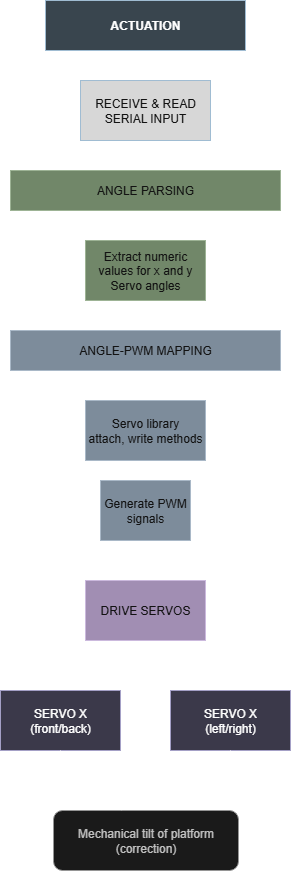 ACTUATION
RECEIVE & READ
SERIAL INPUT
ANGLE PARSING
Extract numeric
values for x and y
Servo angles
ANGLE-PWM MAPPING
Servo library
attach, write methods
Generate PWM
signals
DRIVE SERVOS
SERVO X
(front/back)
SERVO X
(left/right)
Mechanical tilt of platform
(correction)